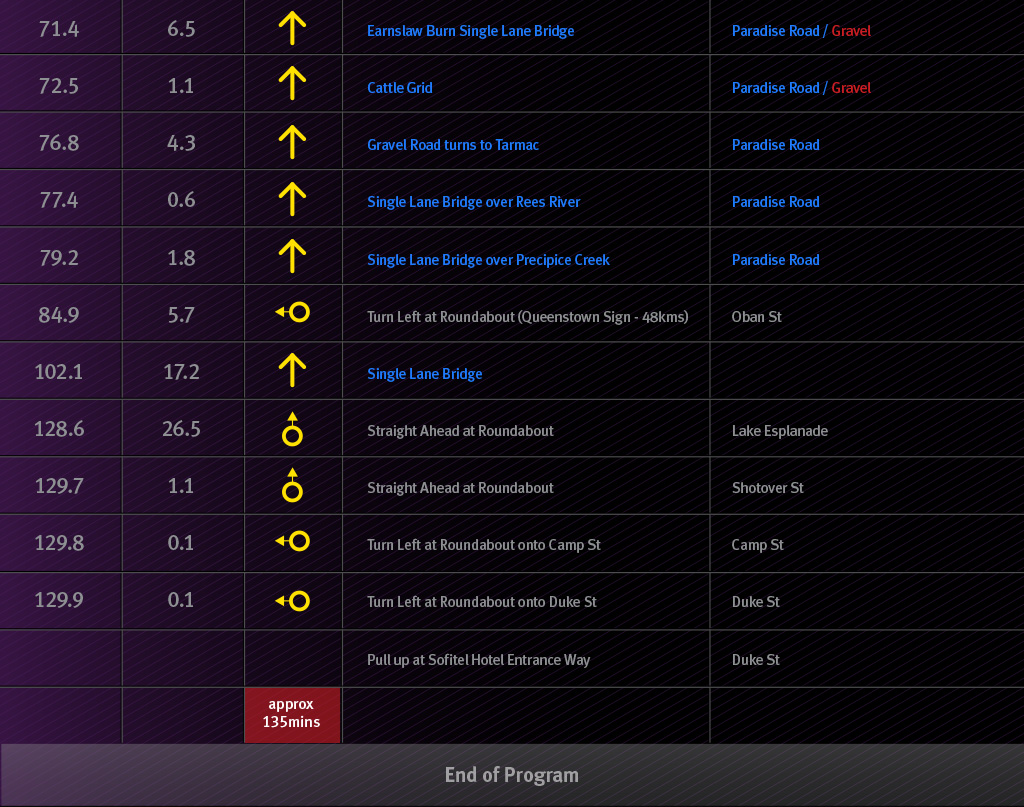 71.4 6.5 Earnslaw Burn Single Lane Bridge Paradise Road / Gravel
72.5 1.1 Cattle Grid Paradise Road / Gravel
76.8 4.3 Gravel Road turns to Tarmac Paradise Road
77.4 0.6 Single Lane Bridge over Rees River Paradise Road
79.2 1.8 Single Lane Bridge over Precipice Creek Paradise Road
84.9 5.7 Turn Left at Roundabout (Queenstown Sign - 48kms) Oban St
102.1 17.2 Single Lane Bridge
128.6 26.5 Straight Ahead at Roundabout Lake Esplanade
129.7 1.1 Straight Ahead at Roundabout Shotover St
129.8 0.1 Turn Left at Roundabout onto Camp St Camp St
129.9 0.1 Turn Left at Roundabout onto Duke St Duke St
Pull up at Sofitel Hotel Entrance Way Duke St
approx
135mins
End of Program